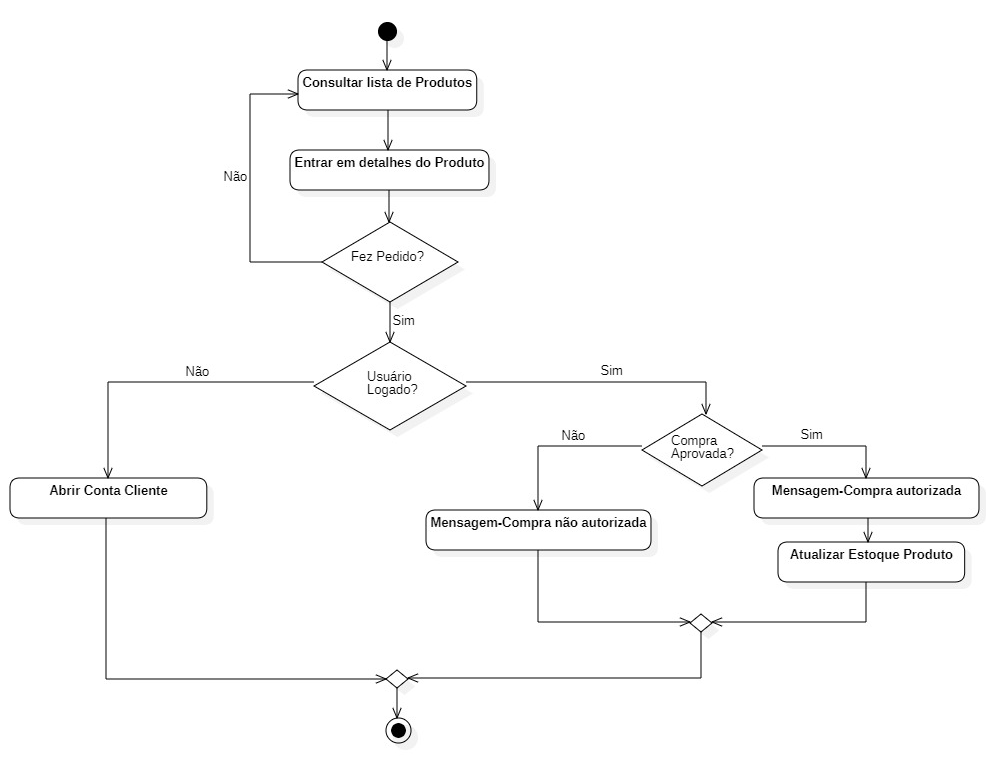 Consultar lista de Produtos
Não
Entrar em detalhes do Produto
Fez Pedido?
Sim
Não
Usuário
Logado?
Sim
Não
Compra
Aprovada?
Sim
Abrir Conta Cliente
Mensagem-Compra não autorizada
Mensagem-Compra autorizada
Atualizar Estoque Produto